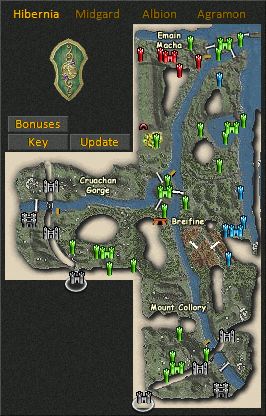 Hibernia Midgard Albion Agramon
Emain
Macha
Bonuses
Key Update
Cruachan
Gorge
Breifine
Mount Collory